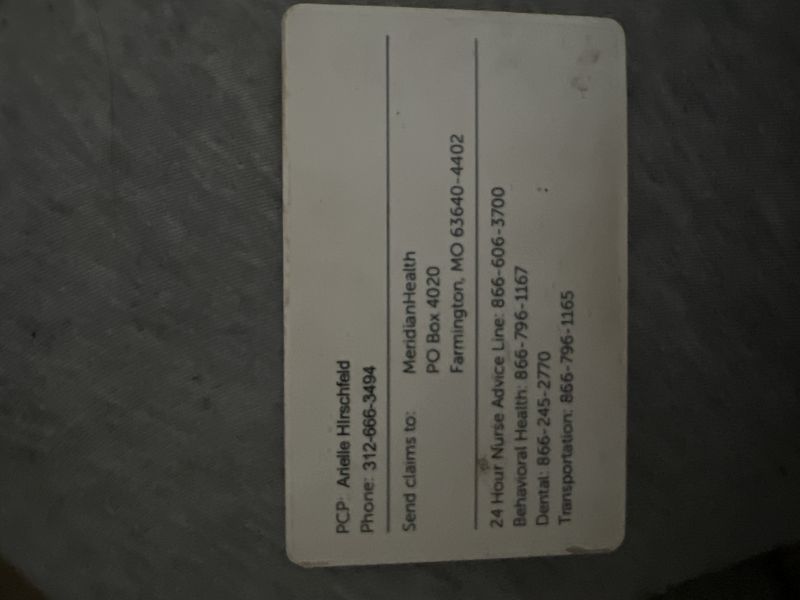 PCP: Arielle Hirschfeld
Phone: 312-666-3494
Send claims to: MeridianHealth
PO Box 4020
Farmington, MO 63640-4402
24 Hour Nurse Advice Line: 866-606-3700
Behavioral Health: 866-796-1167
Dental: 866-245-2770
Transportation: 866-796-1165